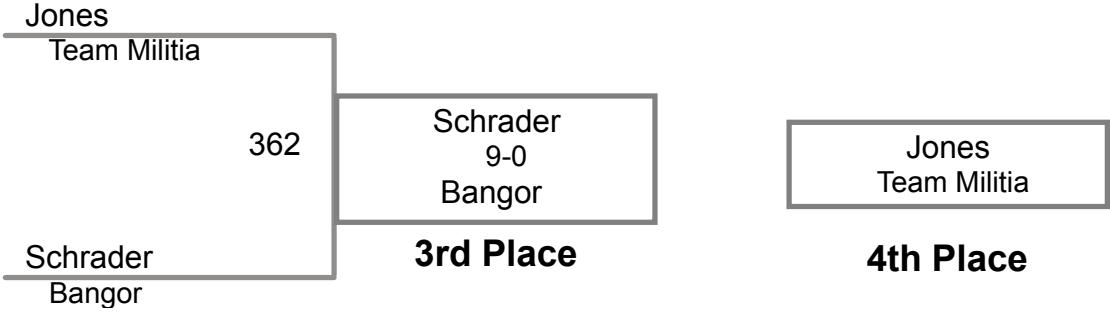 Jones
Team Militia
362
Schrader
Bangor
Schrader
9-0
Bangor
3rd Place
Jones
Team Militia
4th Place